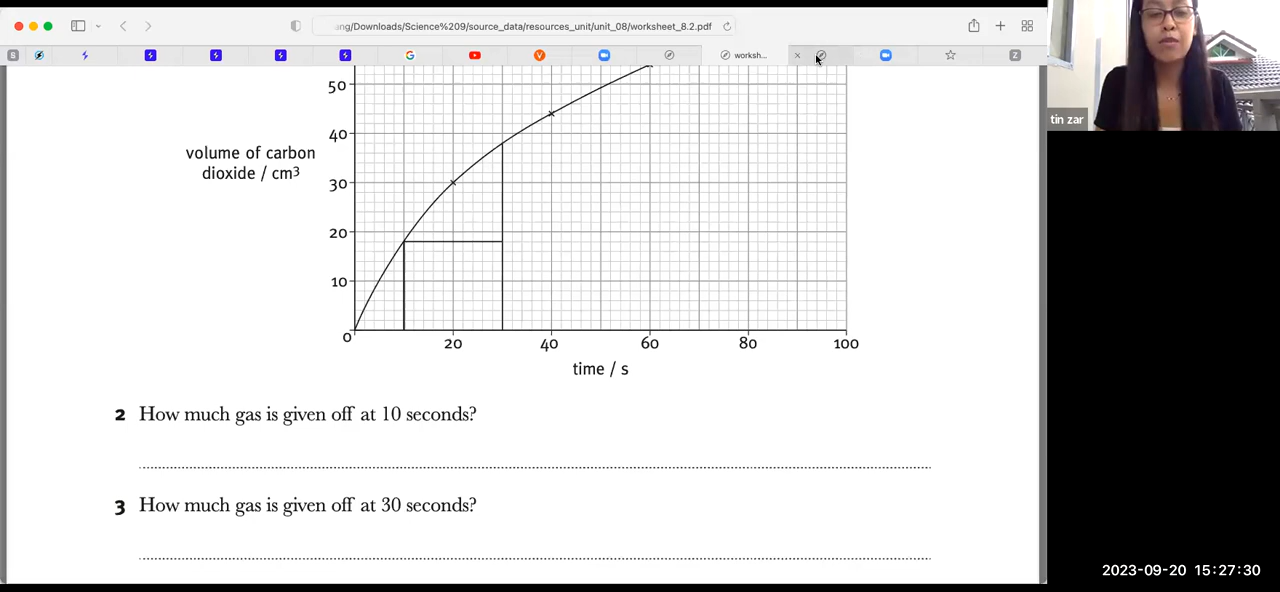 ang/Downloads/Science%209/source_data/resources_unit/unit_08/worksheet_8.2.pdf
S
G
V
worksh...
Z
tin zar
50
40
volume of carbon
dioxide / cm3
30
20
10
0
20 40 60 80 100
time / s
2 How much gas is given off at 10 seconds?
3 How much gas is given off at 30 seconds?
2023-09-20 15:27:30